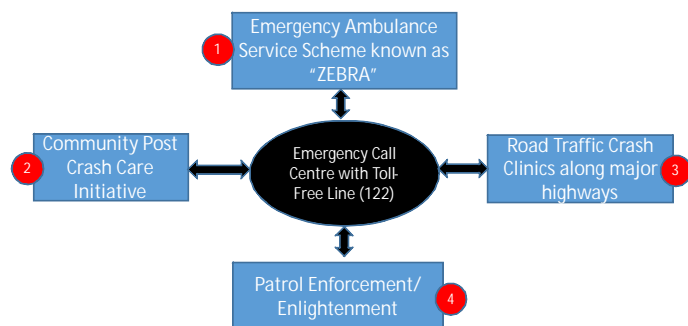 1
Emergency Ambulance
Service Scheme known as
“ZEBRA”
2
Community Post
Crash Care
Initiative
Emergency Call
Centre with Toll-
Free Line (122)
Road Traffic Crash
Clinics along major
highways
3
Patrol Enforcement/
Enlightenment
4